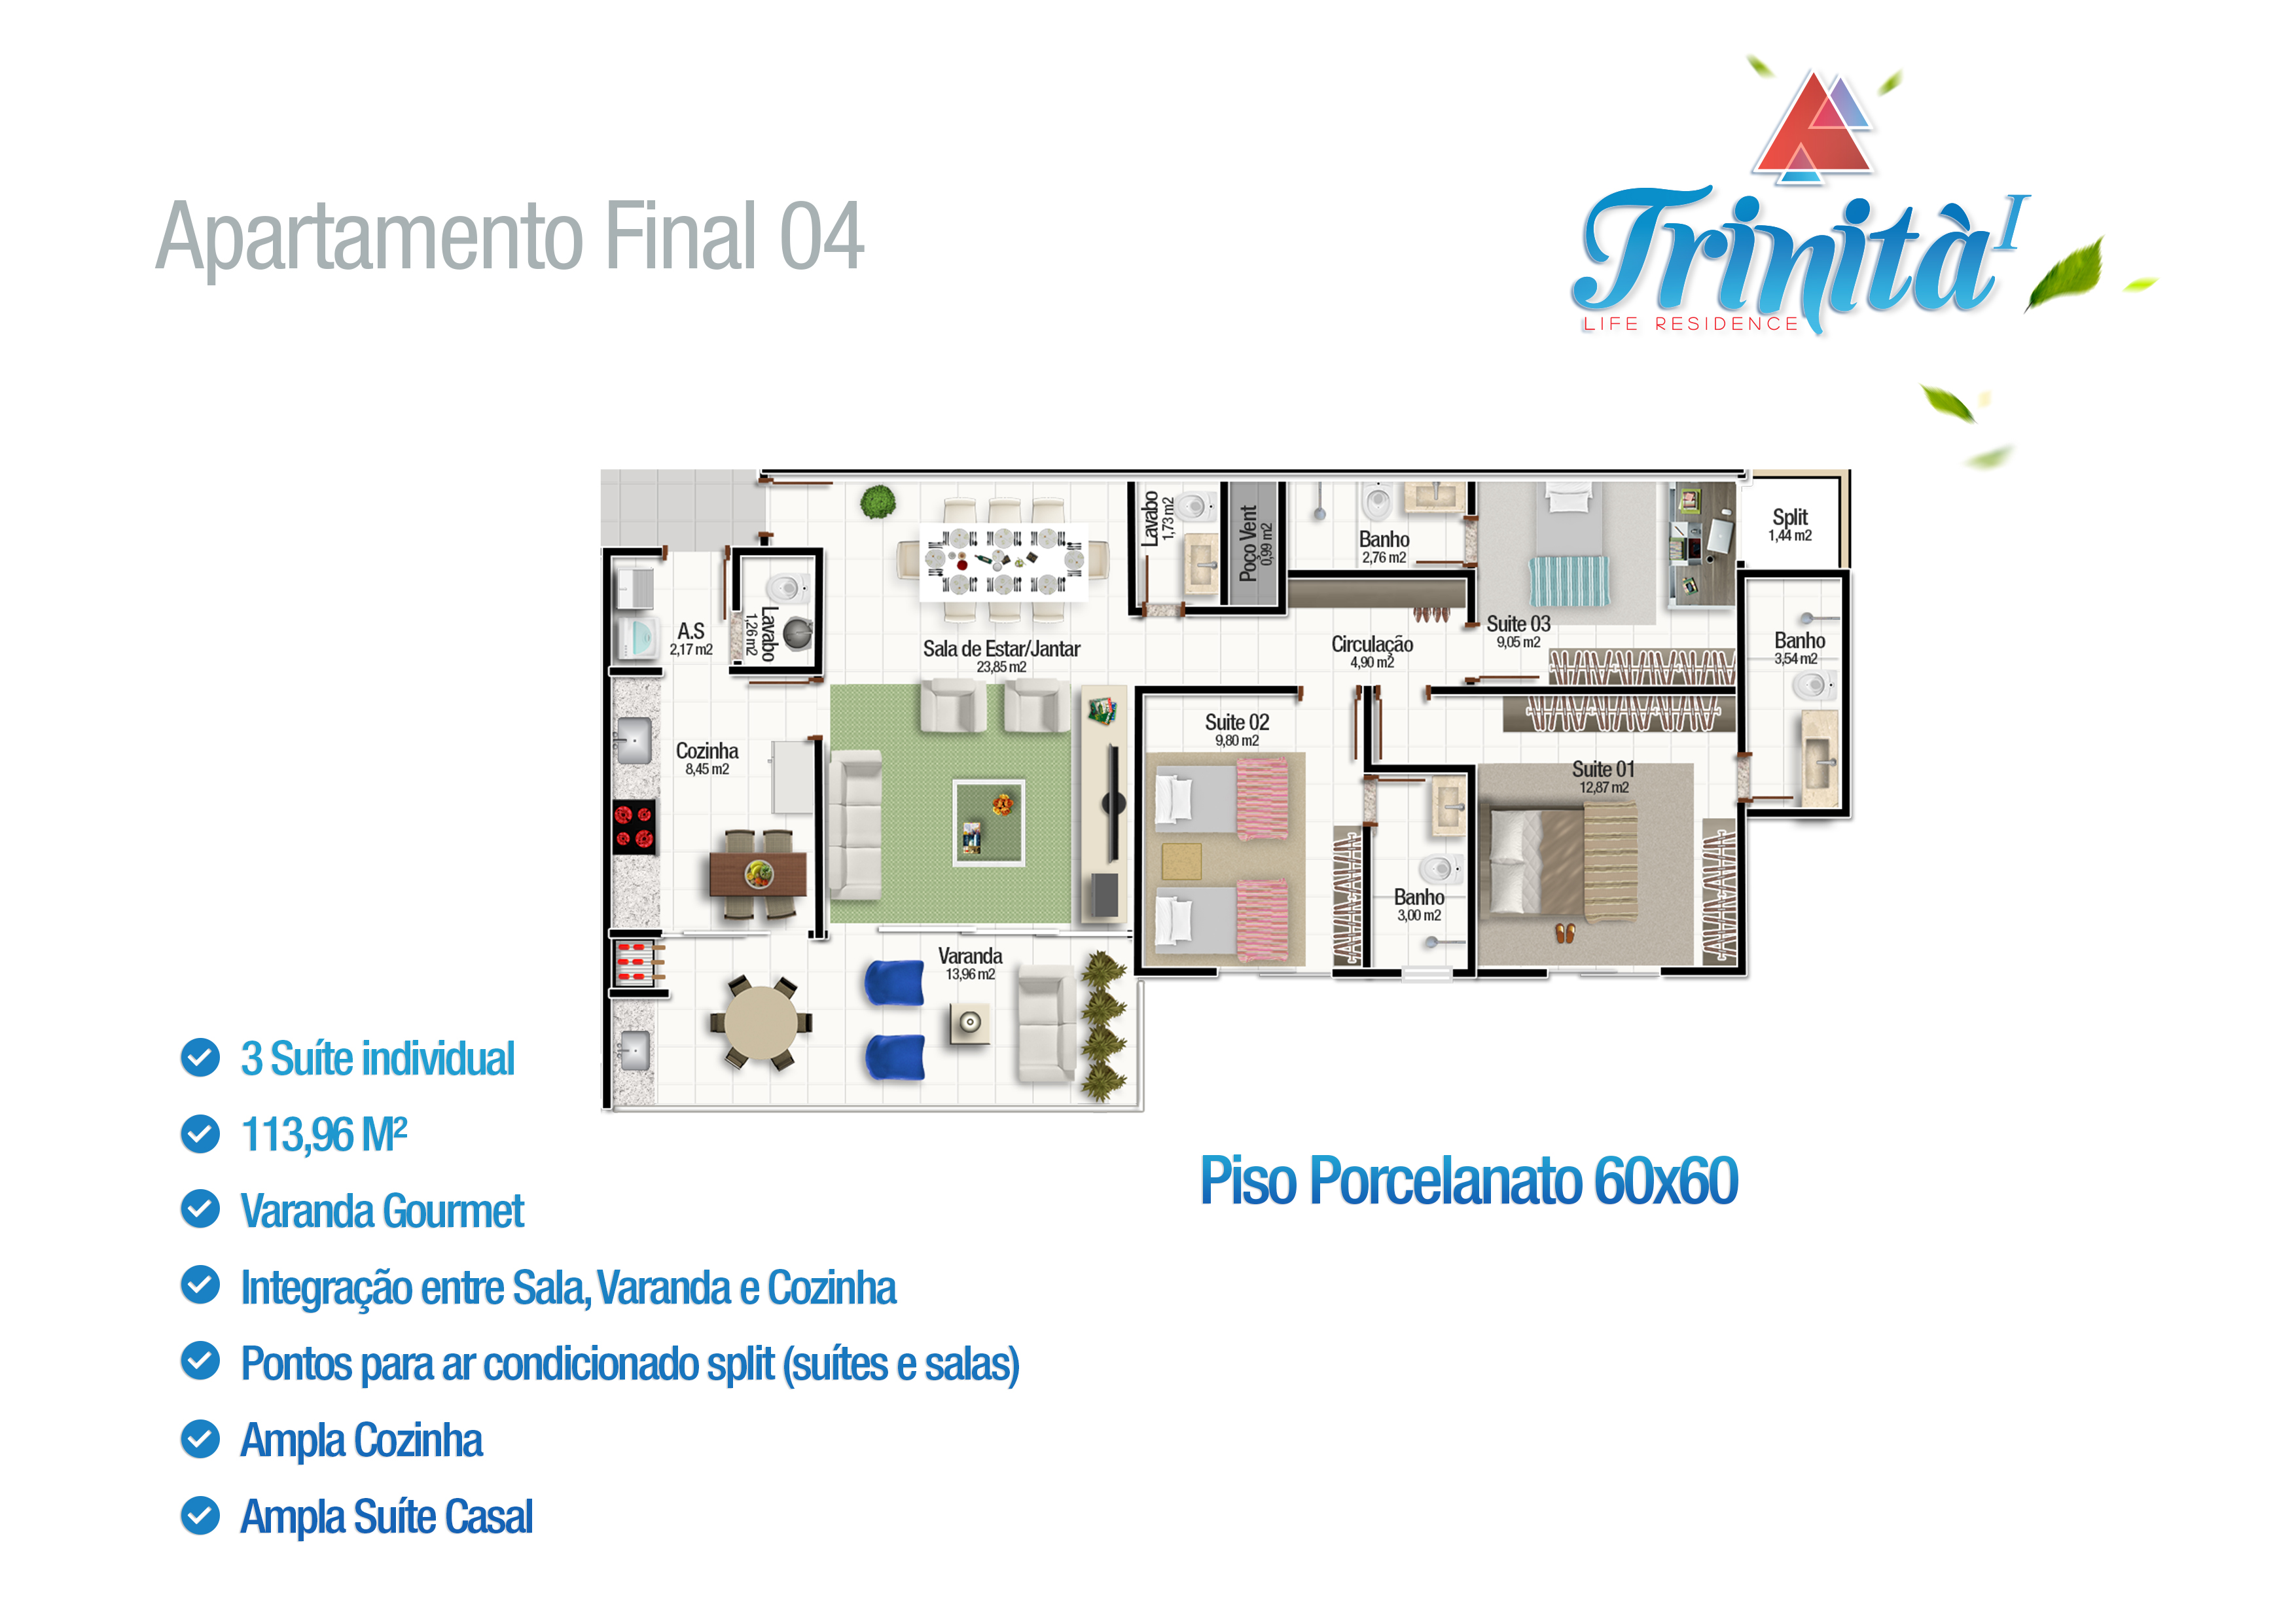 Trinità I
LIFE RESIDENCE
Apartamento Final 04
Lavabo
1,73 m2
Poço Vent
0,99 m2
Banho
2,76 m2
Split
1,44 m2
A.S
2,17 m2
Lavabo
1,26 m2
Sala de Estar/Jantar
23,85 m2
Circulação
4,90 m2
Suite 03
9,05 m2
Banho
3,54 m2
Cozinha
8,45 m2
Suite 02
9,80 m2
Suite 01
12,87 m2
Banho
3,00 m2
Varanda
13,96 m2
3 Suíte individual
113,96 M²
Varanda Gourmet
Integração entre Sala, Varanda e Cozinha
Pontos para ar condicionado split (suítes e salas)
Ampla Cozinha
Ampla Suíte Casal
Piso Porcelanato 60x60